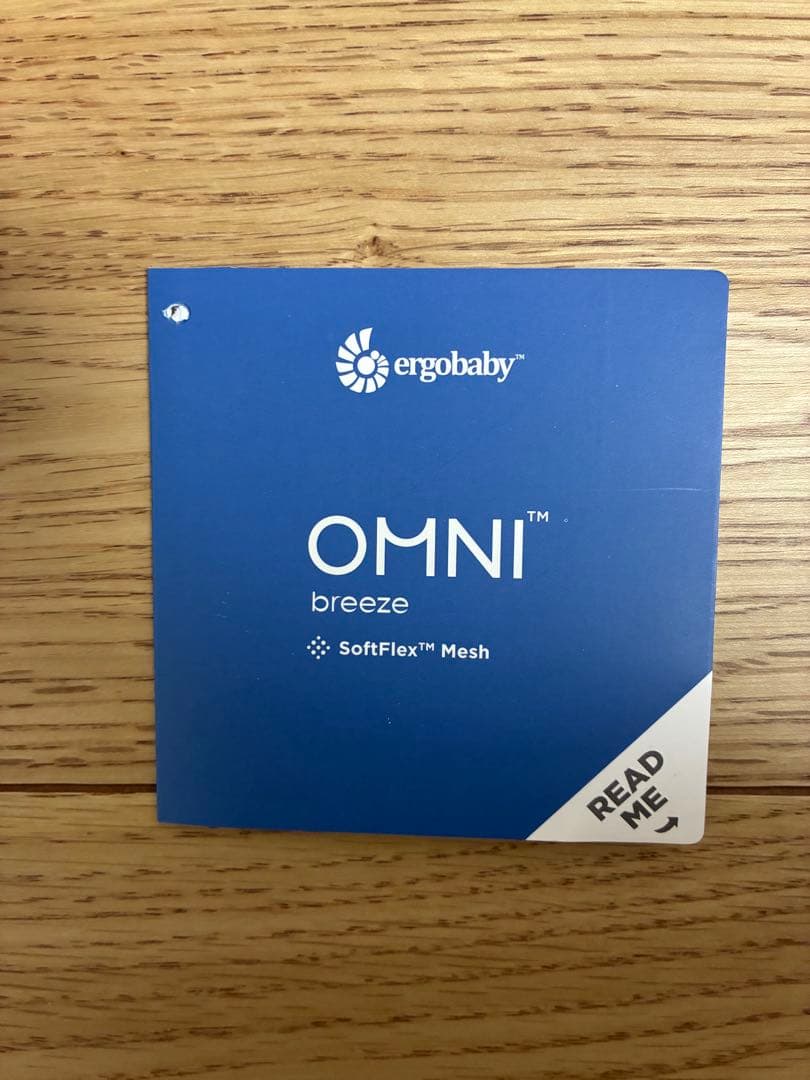 ergobaby™
OMNI™
breeze
SoftFlex™ Mesh
READ
ME